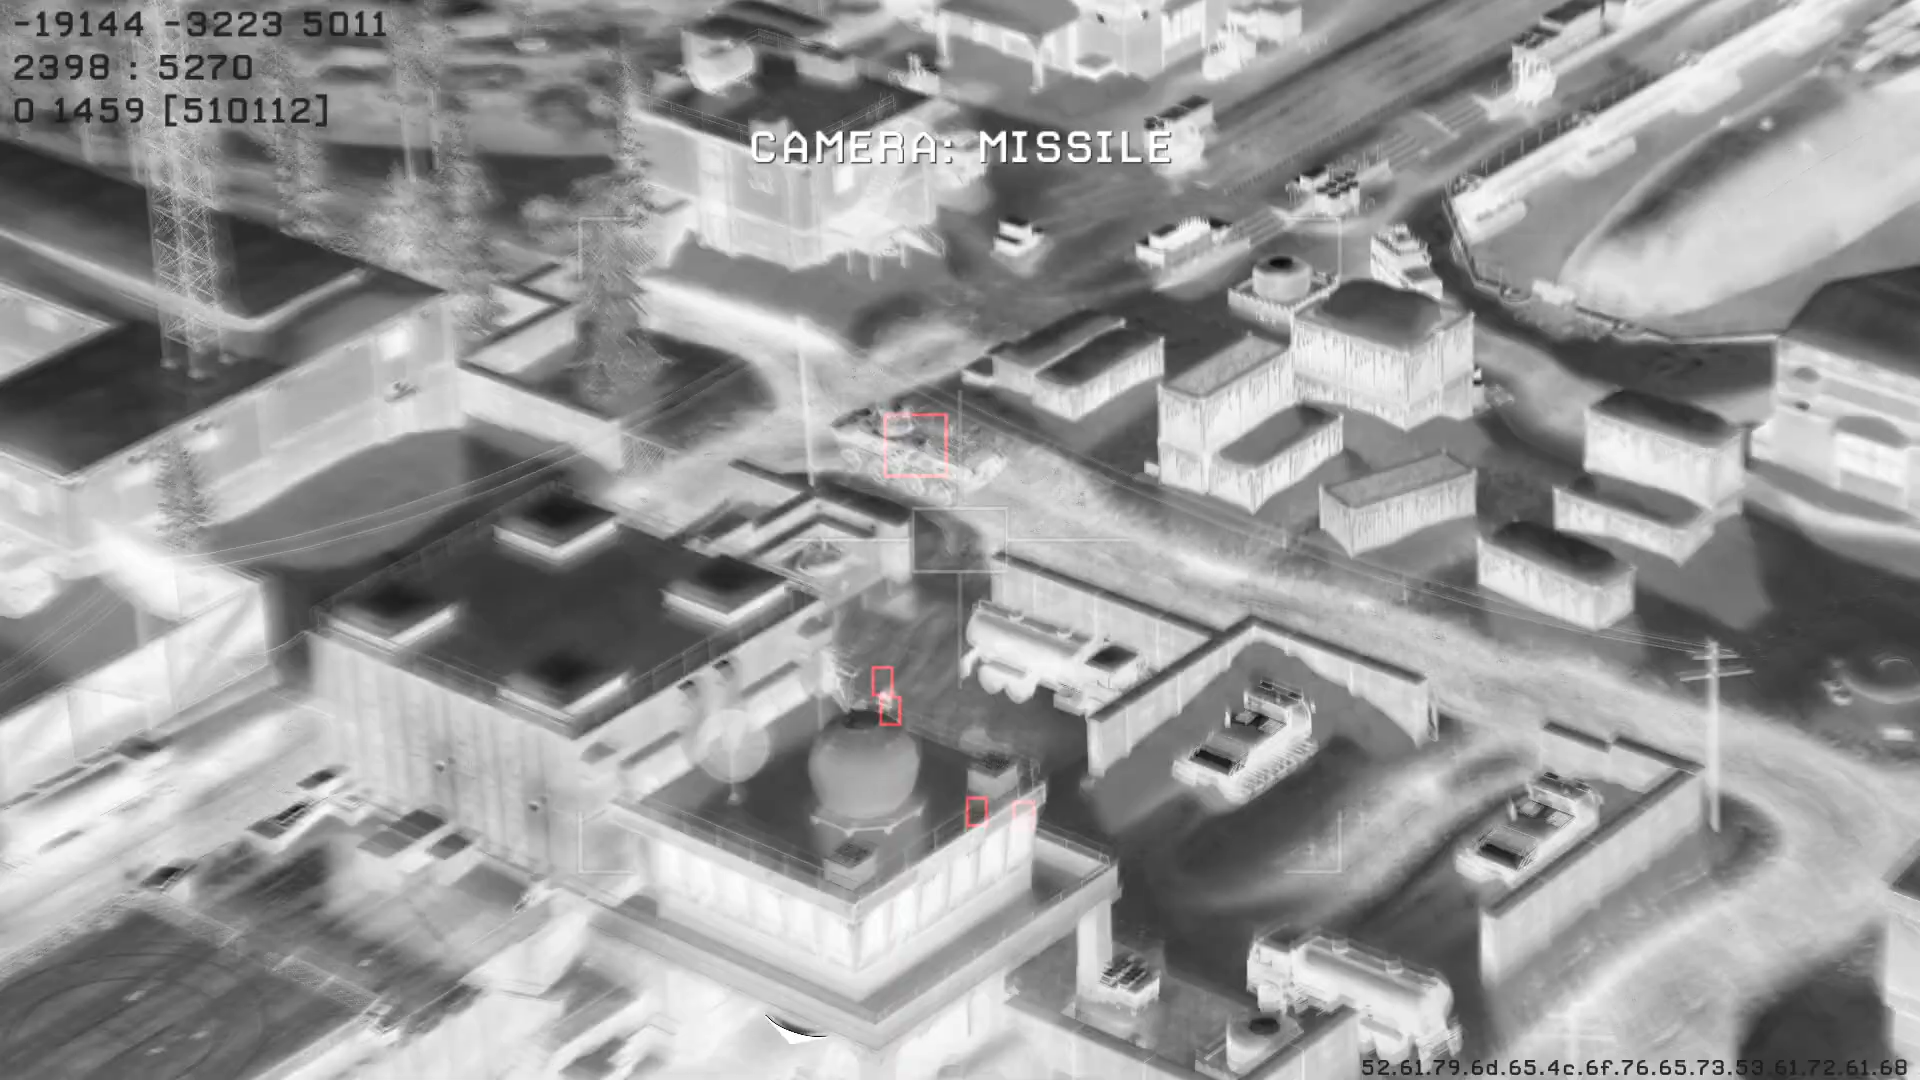 -19144 -3223 5011
2398 : 5270
0 1459 [510112]
CAMERA: MISSILE
52.61.79.6d.65.4c.6f.76.65.73.53.61.72.61.68